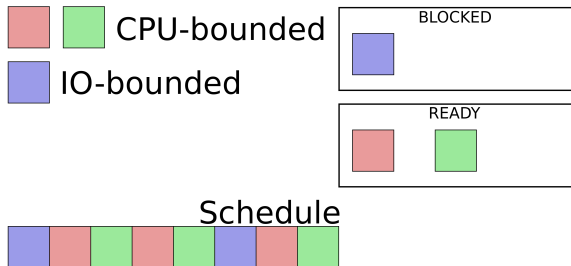 CPU-bounded
IO-bounded
BLOCKED
READY
Schedule